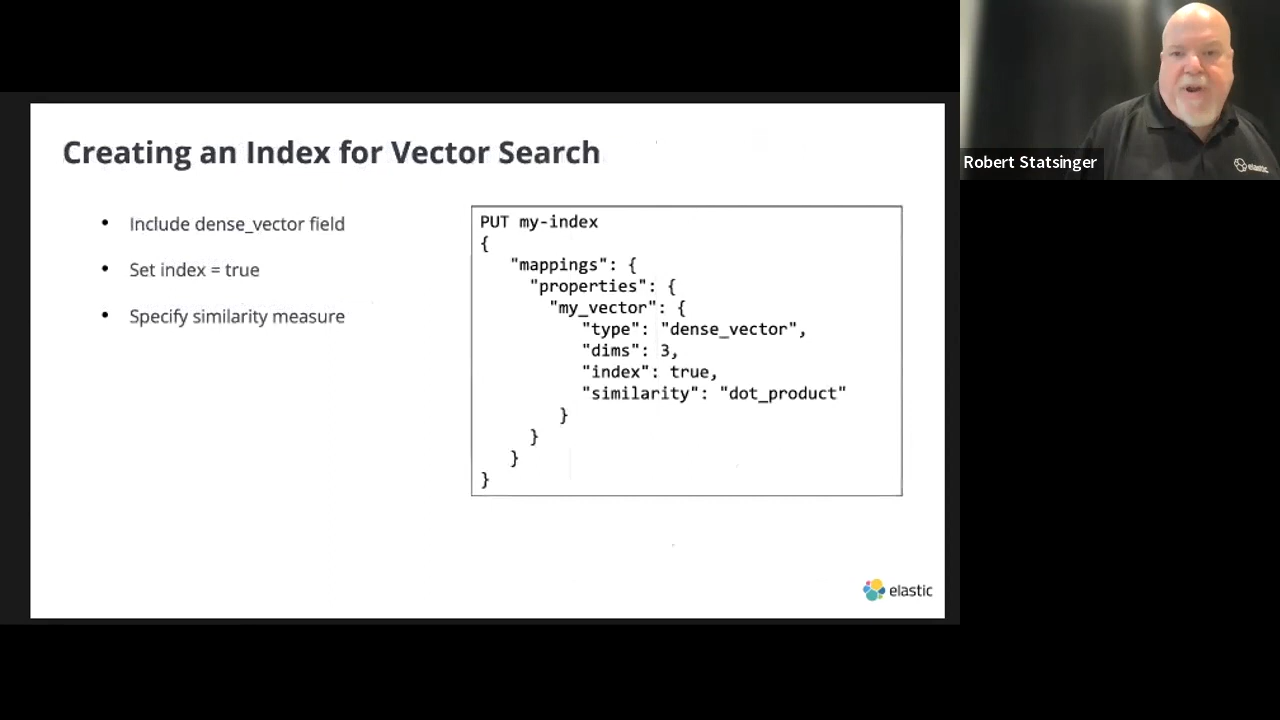 Creating an Index for Vector Search
• Include dense_vector field
• Set index = true
• Specify similarity measure
PUT my-index
{
   "mappings": {
     "properties": {
       "my_vector": {
          "type": "dense_vector",
          "dims": 3,
          "index": true,
          "similarity": "dot_product"
        }
     }
   }
}
elastic
Robert Statsinger
elastic